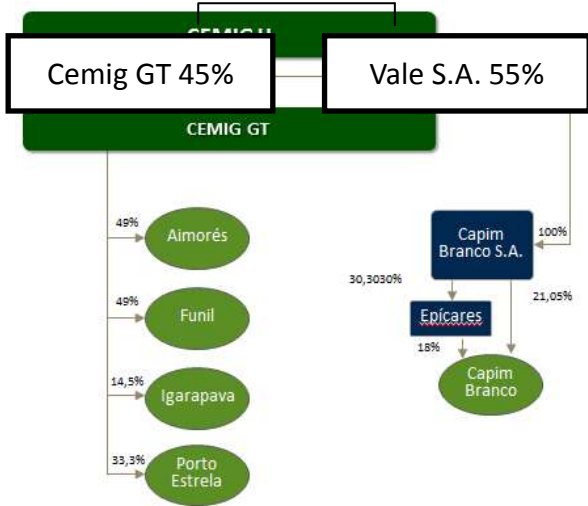 CEMIG H
Cemig GT 45%
Vale S.A. 55%
CEMIG GT
49%
Aimorés
49%
Funil
14,5%
Igarapava
33,3%
Porto
Estrela
Capim
Branco S.A.
100%
30,3030%
21,05%
Epícares
18%
Capim
Branco